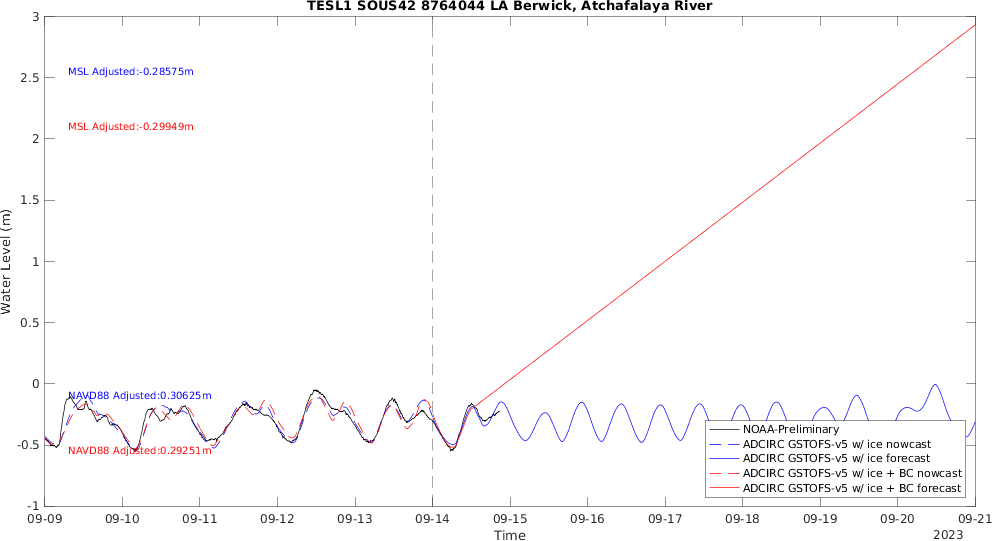 TESL1 SOUS42 8764044 LA Berwick, Atchafalaya River
3
2.5
2
1.5
1
0.5
0
-0.5
-1
Water Level (m)
MSL Adjusted:-0.28575m
MSL Adjusted:-0.29949m
NAVD88 Adjusted:0.30625m
NAVD88 Adjusted:0.29251m
NOAA-Preliminary
ADCIRC GSTOFS-v5 w/ ice nowcast
ADCIRC GSTOFS-v5 w/ ice forecast
ADCIRC GSTOFS-v5 w/ ice + BC nowcast
ADCIRC GSTOFS-v5 w/ ice + BC forecast
09-09 09-10 09-11 09-12 09-13 09-14 09-15 09-16 09-17 09-18 09-19 09-20 09-21
Time
2023